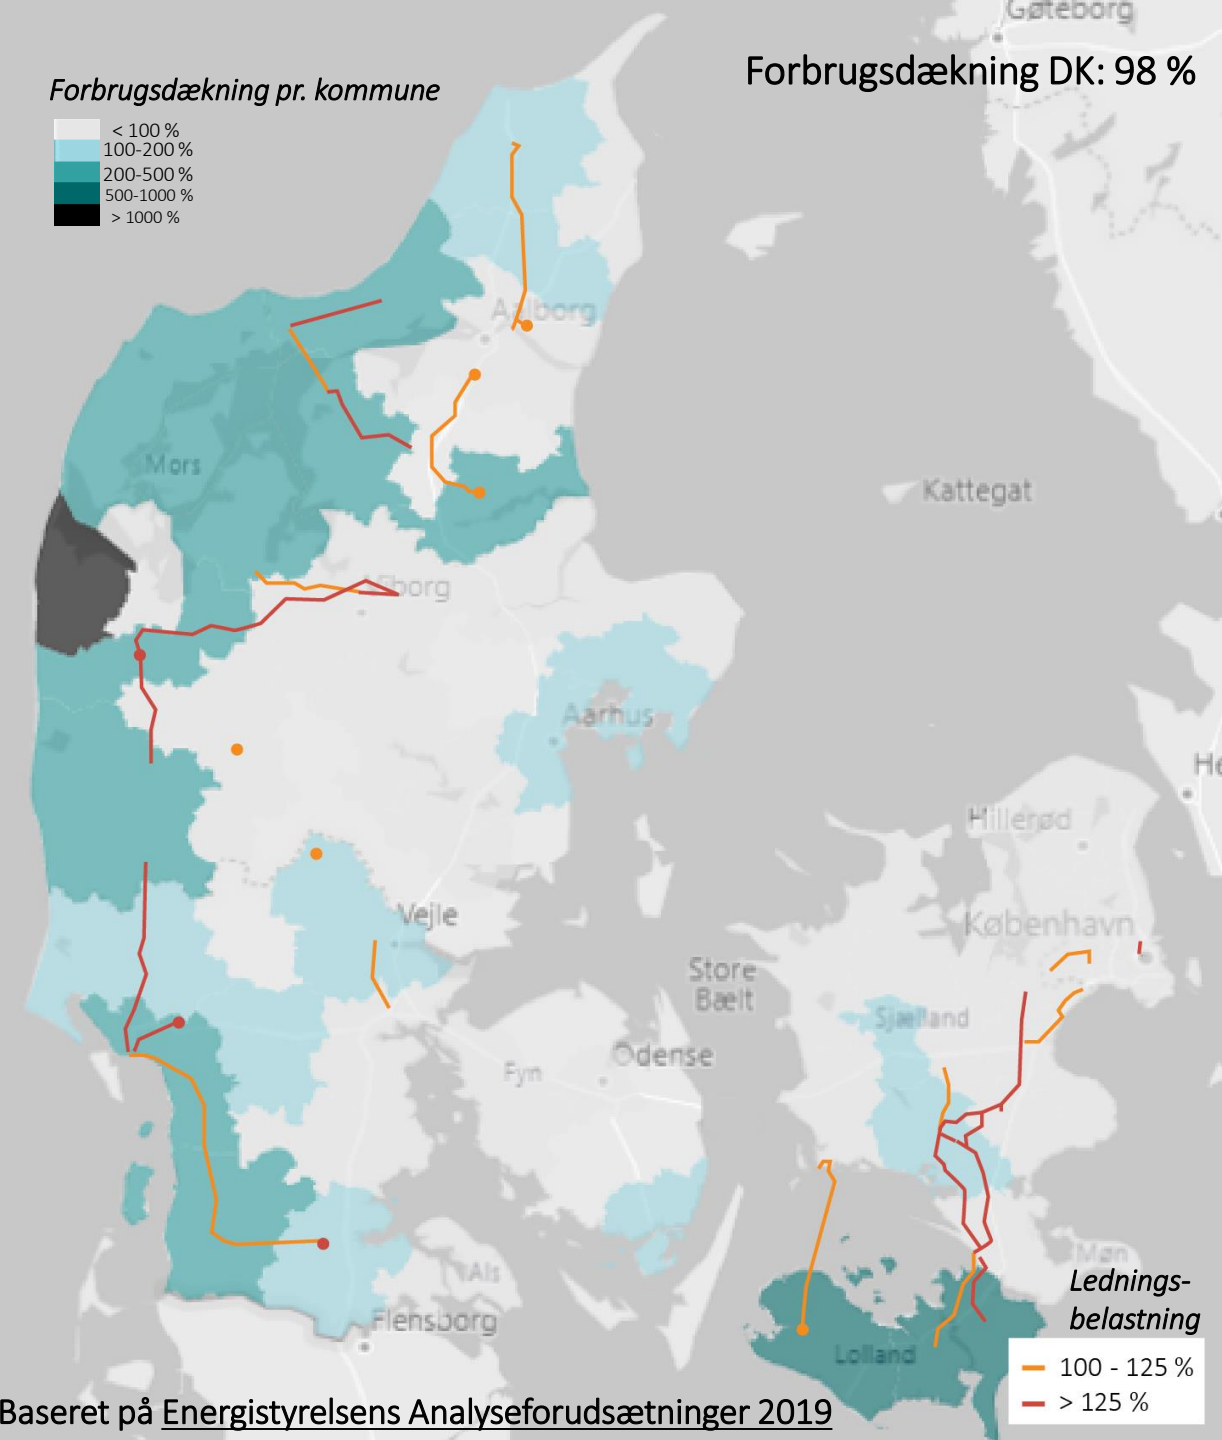 Gøteborg
Forbrugsdækning DK: 98 %
Forbrugsdækning pr. kommune
< 100 %
100-200 %
200-500 %
500-1000 %
> 1000 %
Aalborg
Mors
Kattegat
borg
Aarhus
He
Hillerød
Vejle
København
Store
Bælt
Sjælland
Odense
Fyn
Møn
Als
Lednings-
belastning
Flensborg
Lolland
100 - 125 %
> 125 %
Baseret på Energistyrelsens Analyseforudsætninger 2019